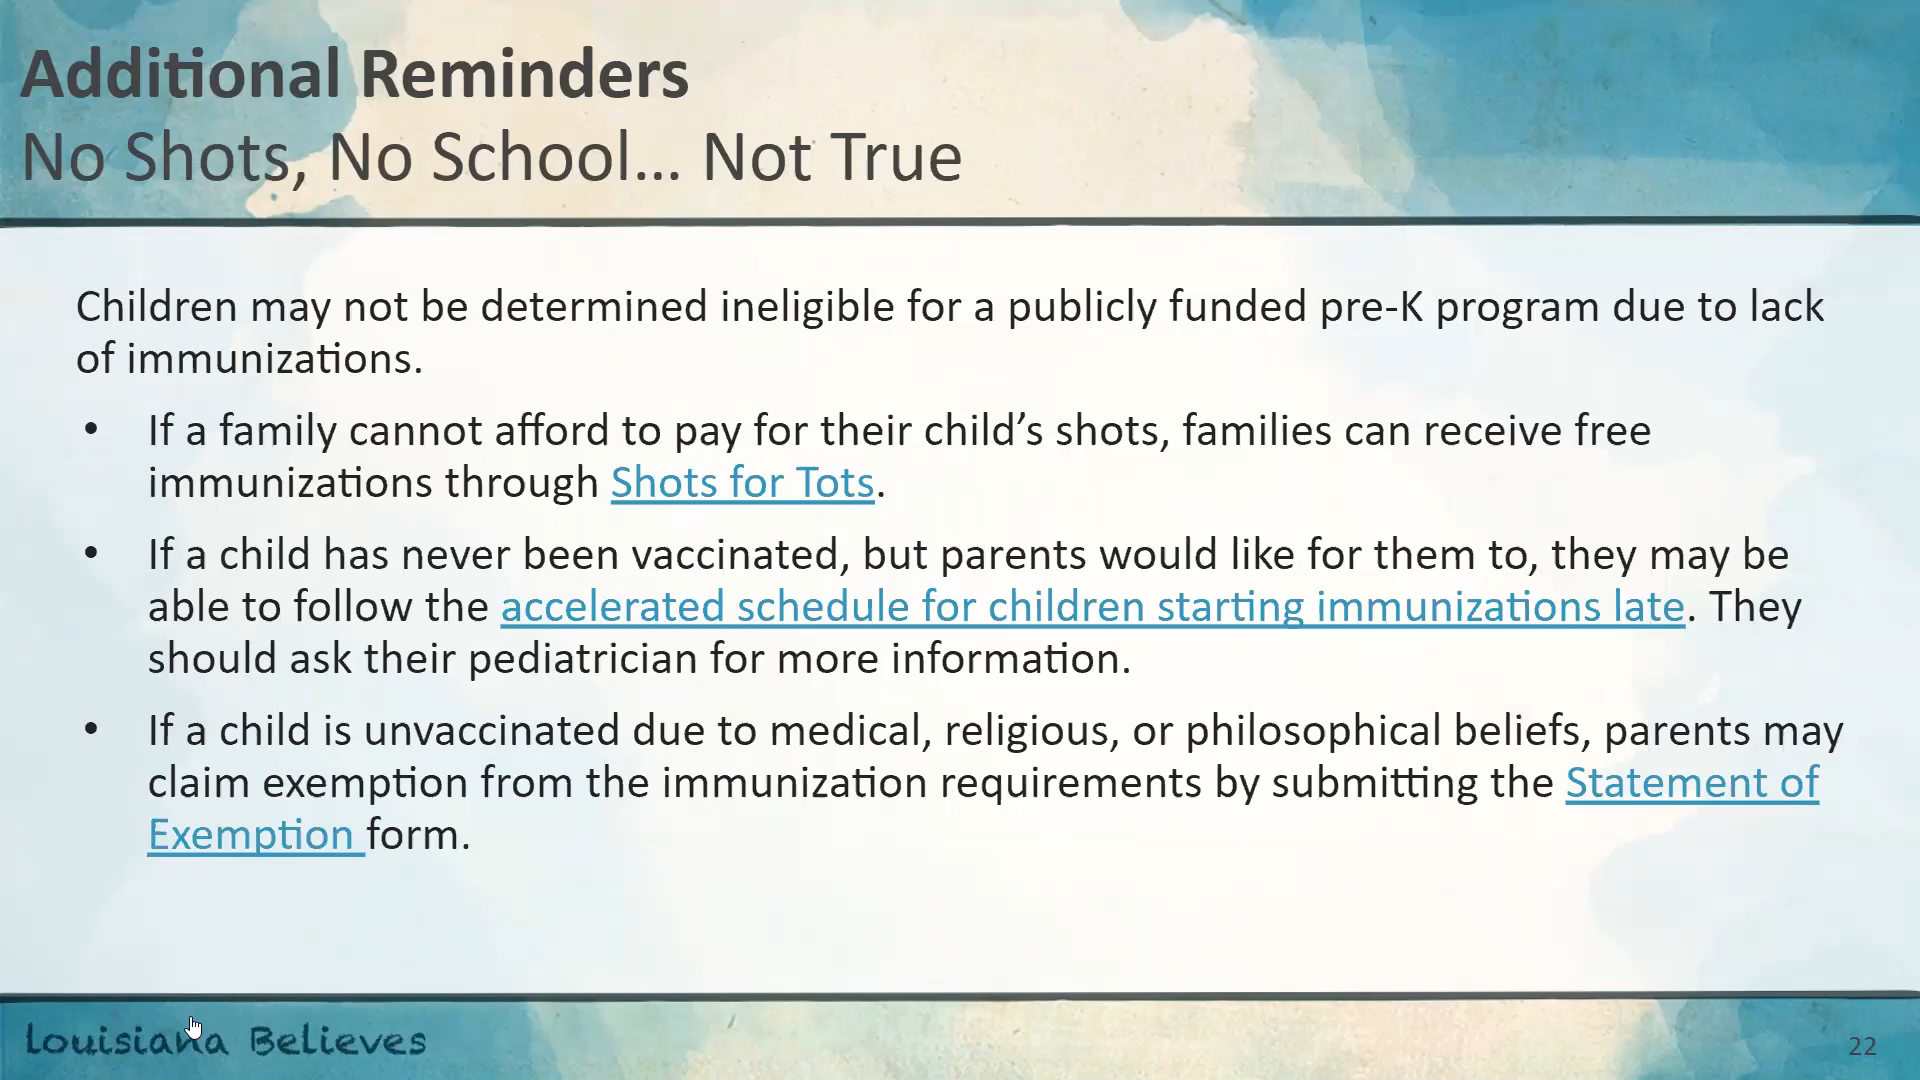 Additional Reminders
No Shots, No School... Not True
Children may not be determined ineligible for a publicly funded pre-K program due to lack
of immunizations.
• If a family cannot afford to pay for their child’s shots, families can receive free
immunizations through Shots for Tots.
• If a child has never been vaccinated, but parents would like for them to, they may be
able to follow the accelerated schedule for children starting immunizations late. They
should ask their pediatrician for more information.
• If a child is unvaccinated due to medical, religious, or philosophical beliefs, parents may
claim exemption from the immunization requirements by submitting the Statement of
Exemption form.
Louisiana Believes
22